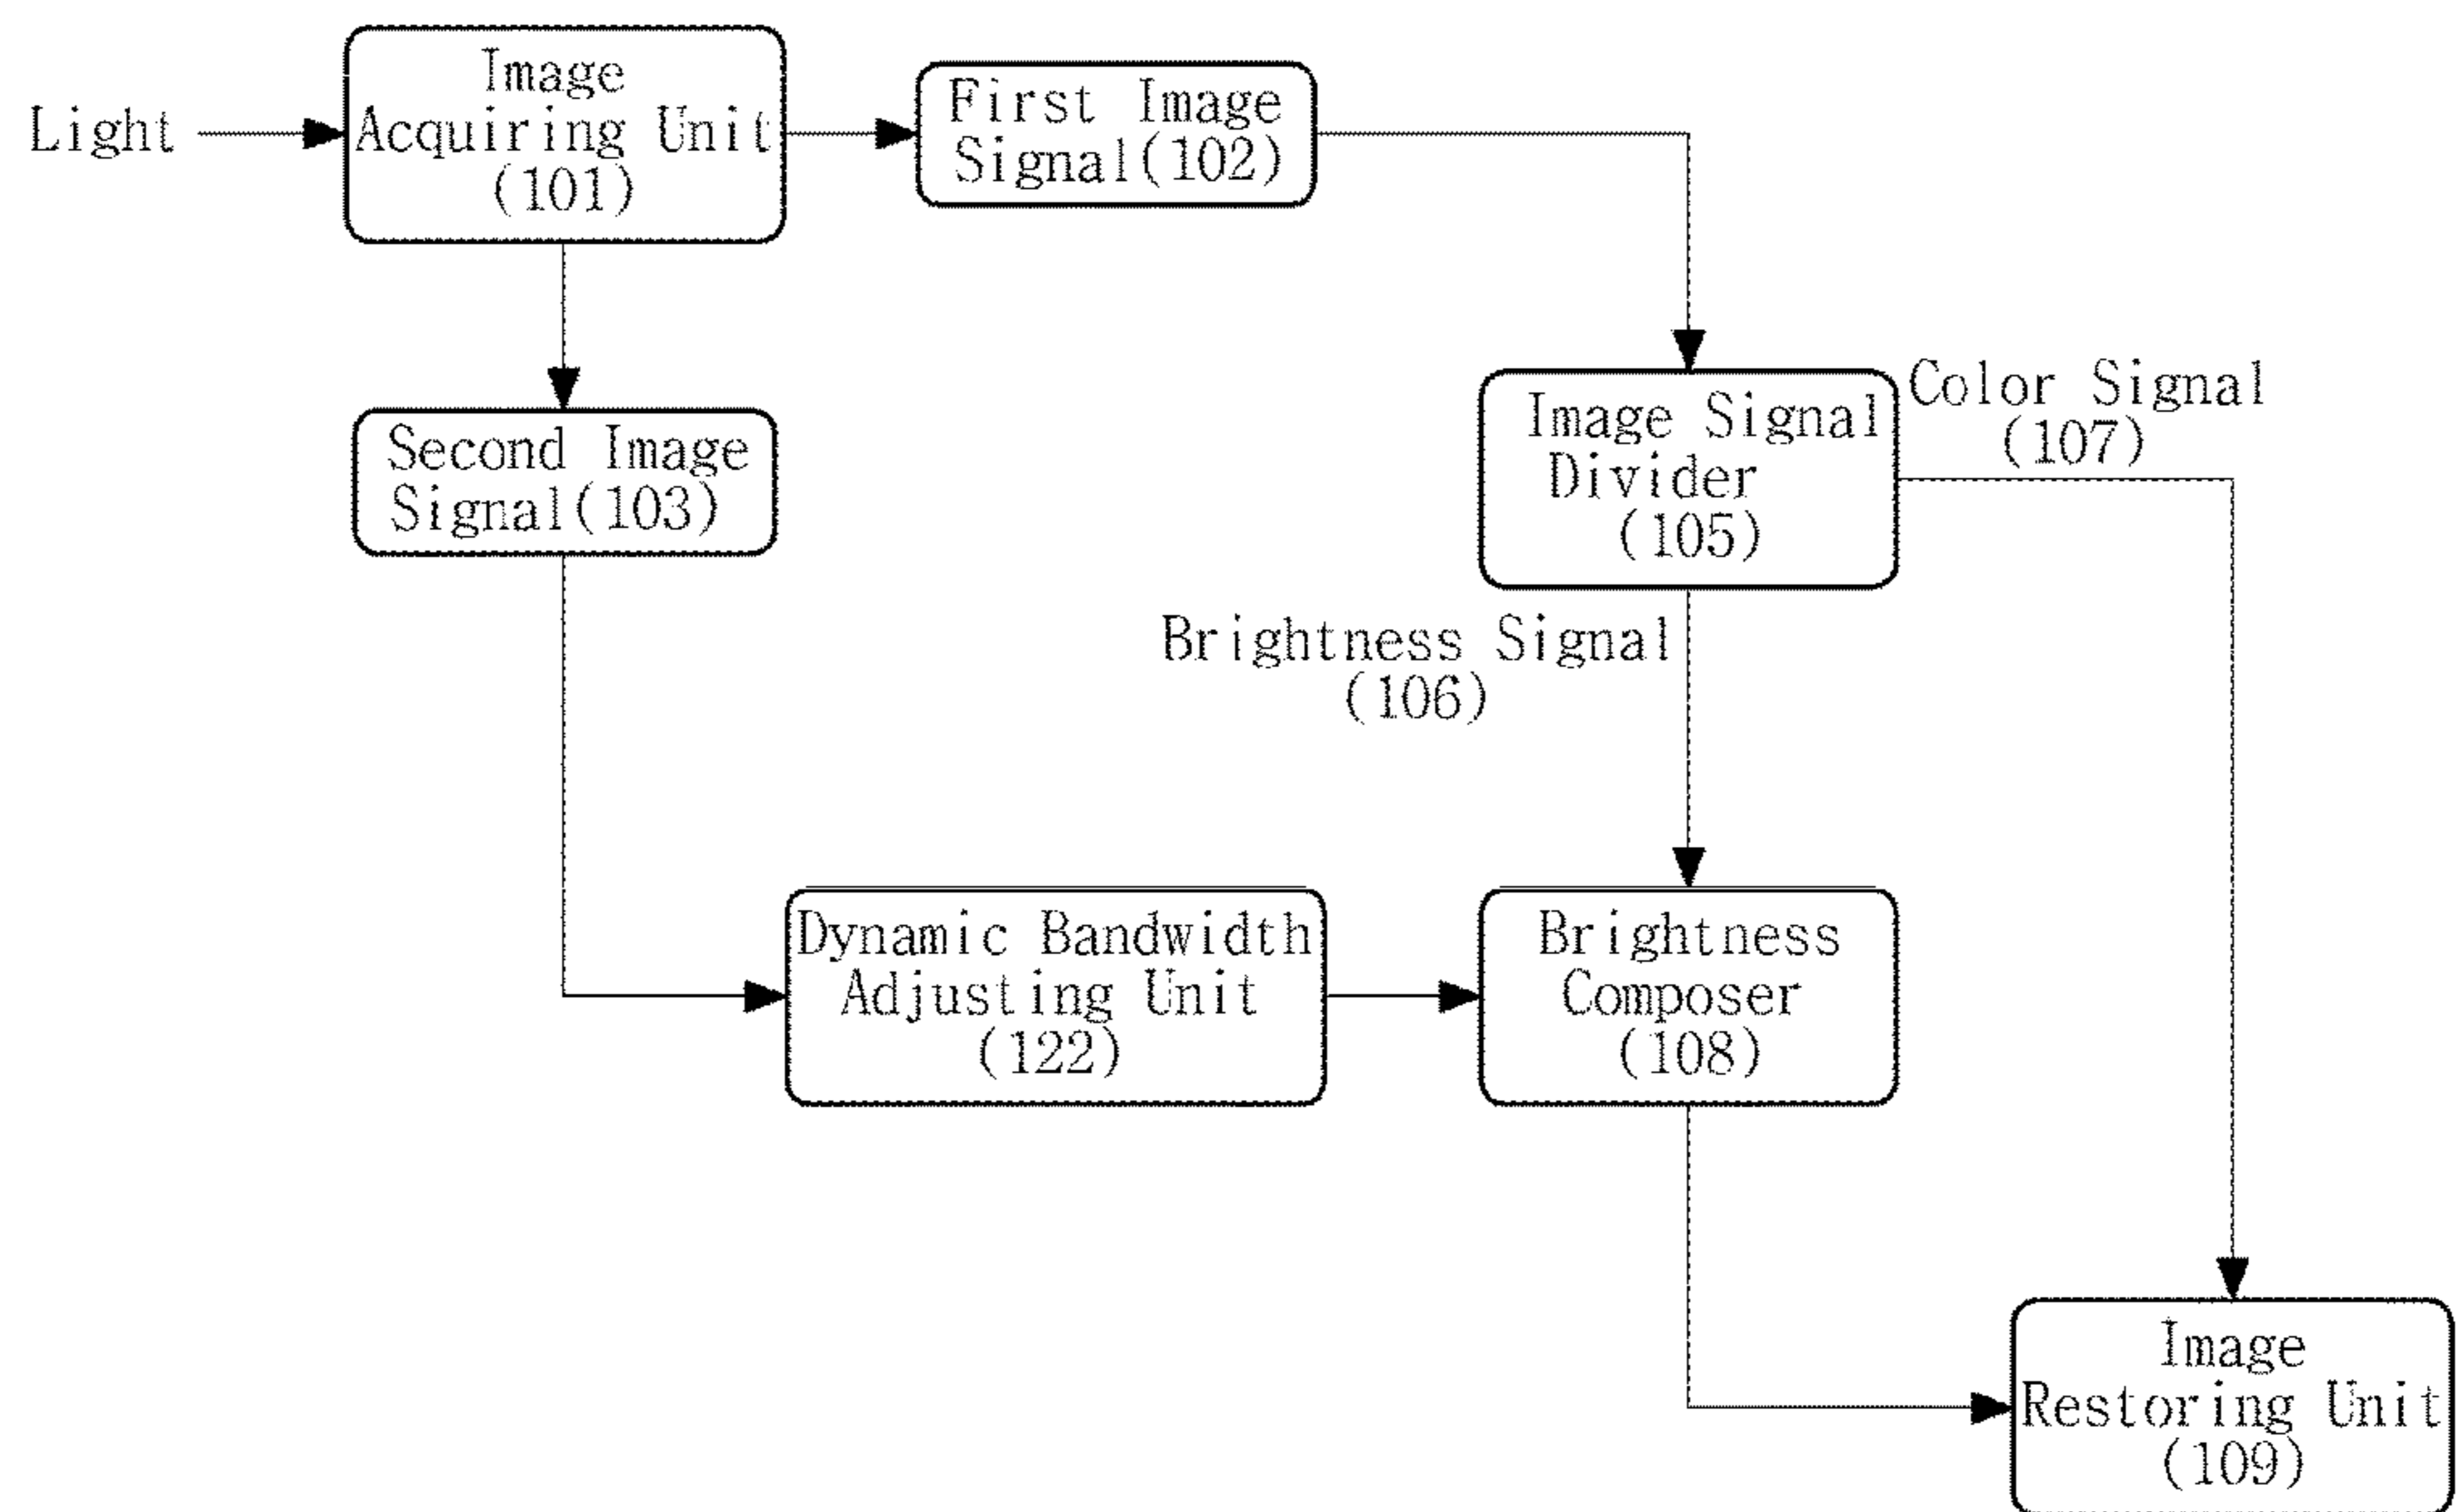 Light
Image
Acquiring Unit
(101)
First Image
Signal(102)
Second Image
Signal(103)
Image Signal
Divider
(105)
Color Signal
(107)
Brightness Signal
(106)
Dynamic Bandwidth
Adjusting Unit
(122)
Brightness
Composer
(108)
Image
Restoring Unit
(109)